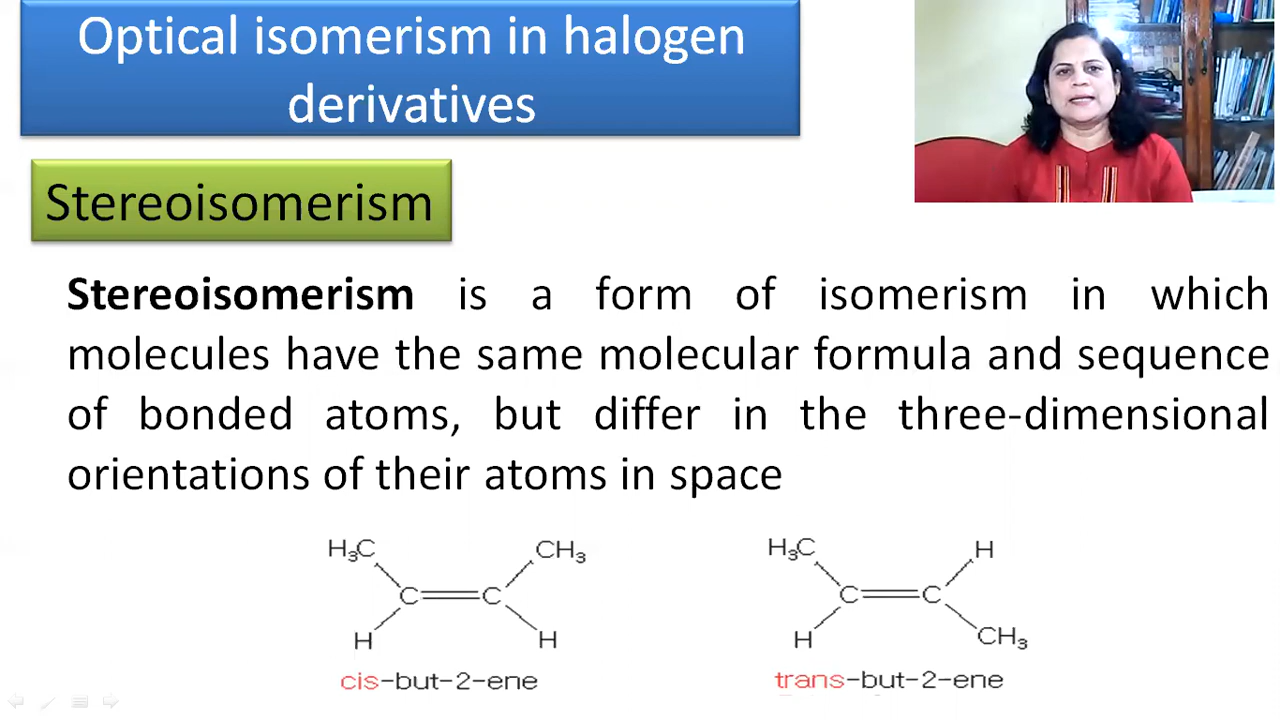 Optical isomerism in halogen
derivatives
Stereoisomerism
Stereoisomerism is a form of isomerism in which
molecules have the same molecular formula and sequence
of bonded atoms, but differ in the three-dimensional
orientations of their atoms in space
H₃C CH₃ H₃C H
C C C C
H H H CH₃
cis-but-2-ene trans-but-2-ene